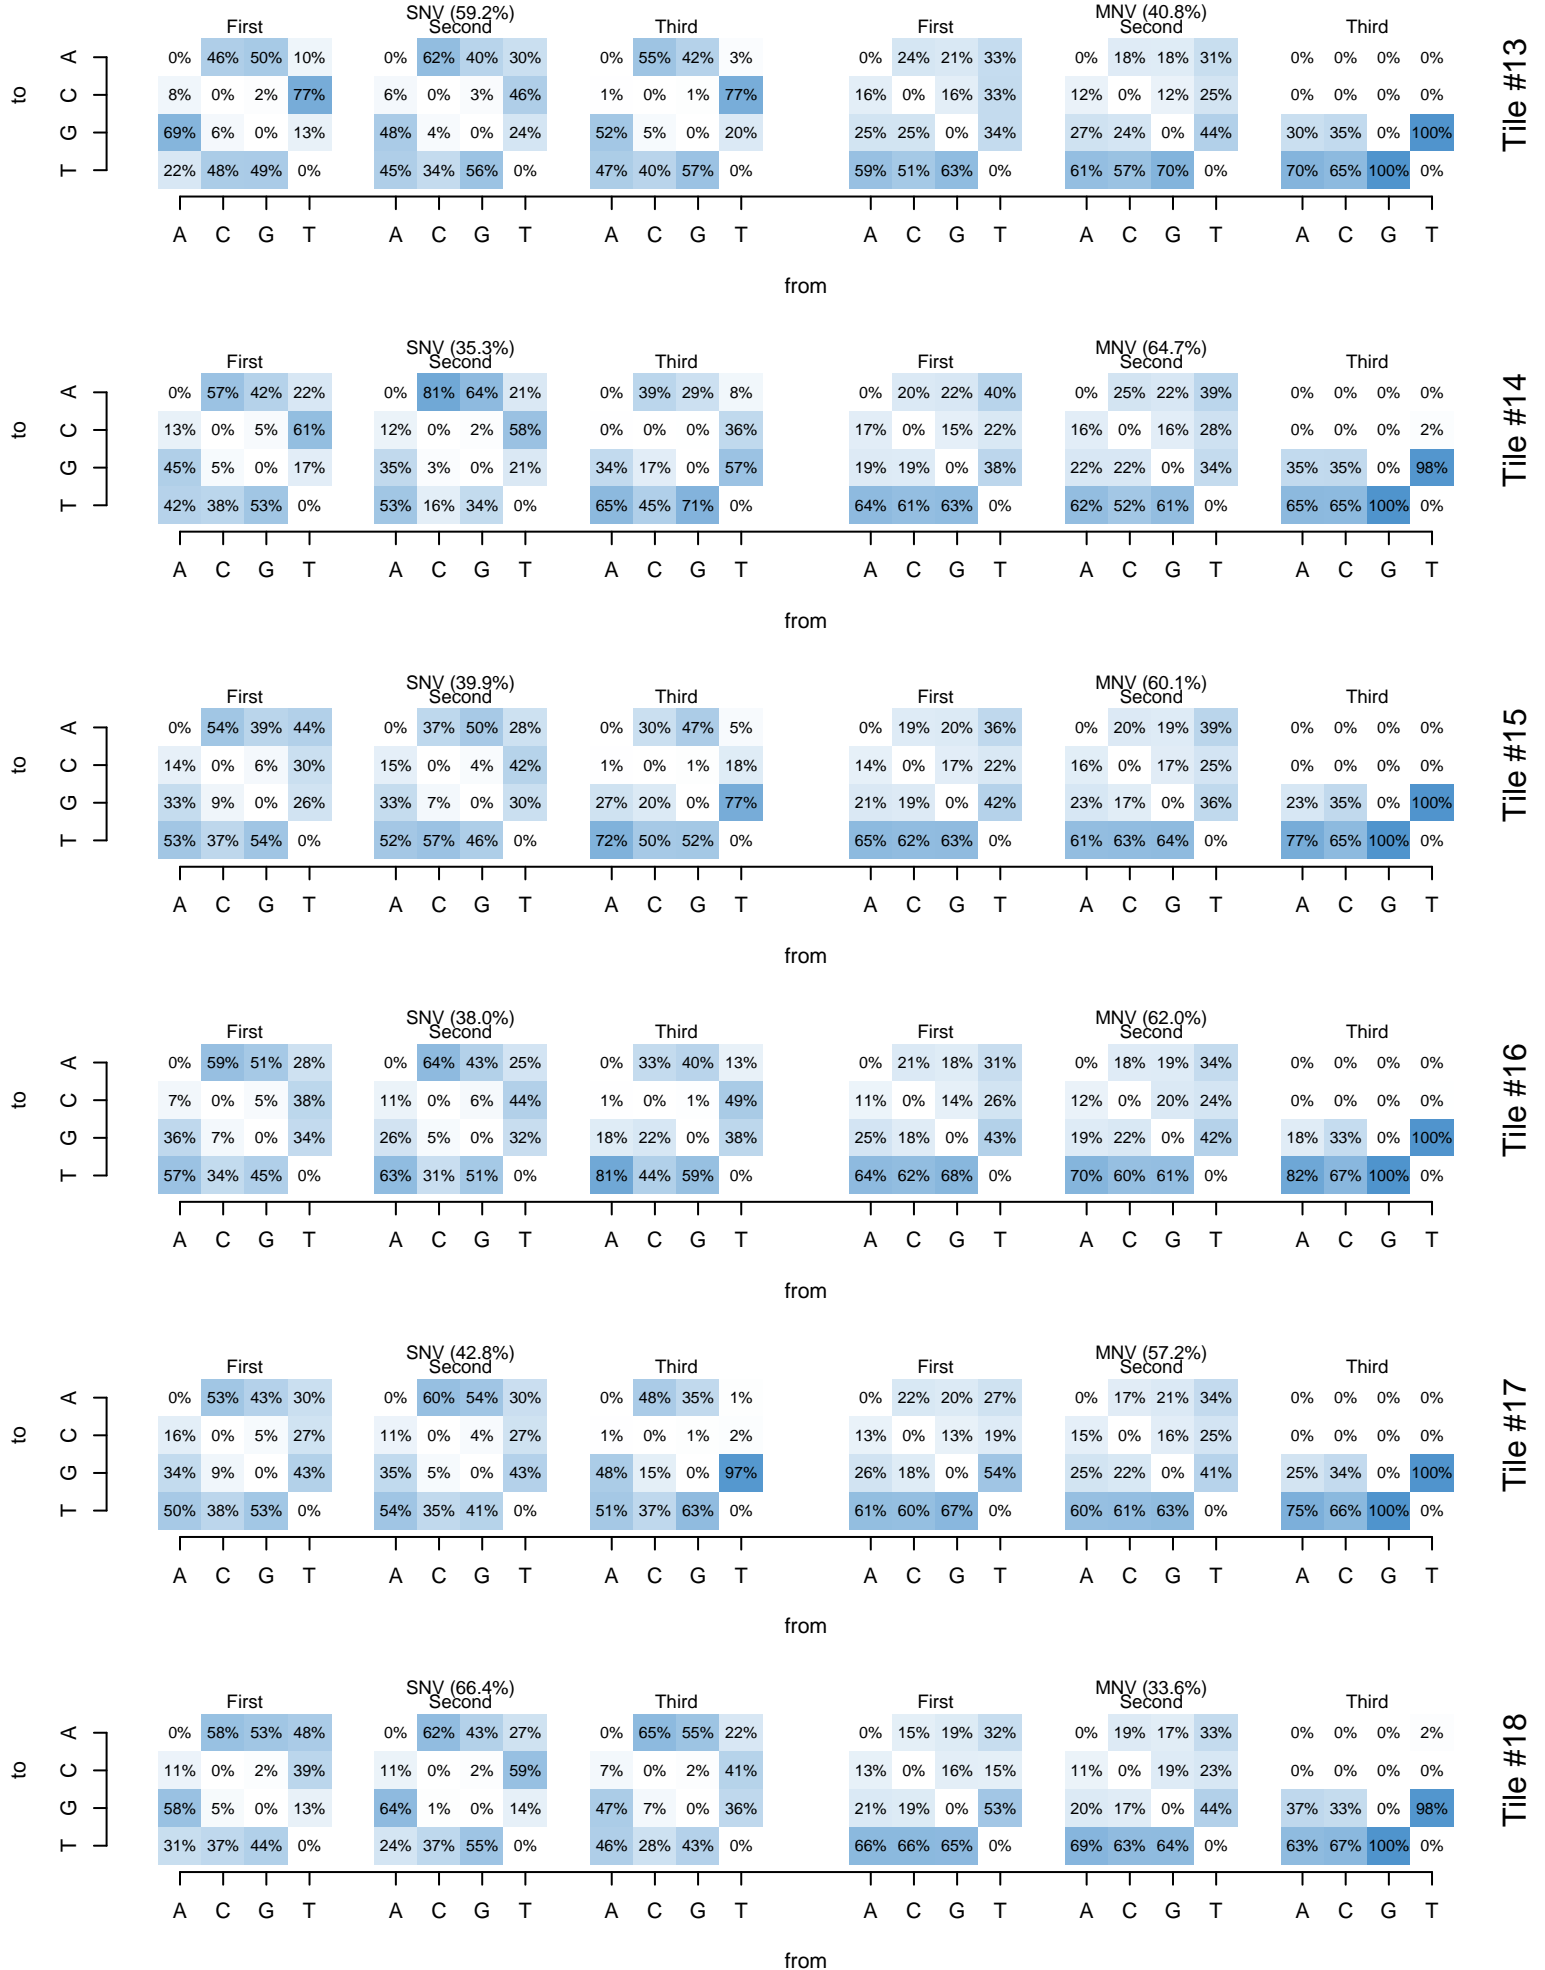 SNV (59.2%) MNV (40.8%)
First Second Third First Second Third
A 0% 46% 50% 10% 0% 62% 40% 30% 0% 55% 42% 3% 0% 24% 21% 33% 0% 18% 18% 31% 0% 0% 0% 0%
to C 8% 0% 2% 77% 6% 0% 3% 46% 1% 0% 1% 77% 16% 0% 16% 33% 12% 0% 12% 25% 0% 0% 0% 0% Tile #13
G 69% 6% 0% 13% 48% 4% 0% 24% 52% 5% 0% 20% 25% 25% 0% 34% 27% 24% 0% 44% 30% 35% 0% 100%
T 22% 48% 49% 0% 45% 34% 56% 0% 47% 40% 57% 0% 59% 51% 63% 0% 61% 57% 70% 0% 70% 65% 100% 0%
A C G T A C G T A C G T A C G T A C G T A C G T
from
SNV (35.3%) MNV (64.7%)
First Second Third First Second Third
A 0% 57% 42% 22% 0% 81% 64% 21% 0% 39% 29% 8% 0% 20% 22% 40% 0% 25% 22% 39% 0% 0% 0% 0%
to C 13% 0% 5% 61% 12% 0% 2% 58% 0% 0% 0% 36% 17% 0% 15% 22% 16% 0% 16% 28% 0% 0% 0% 2% Tile #14
G 45% 5% 0% 17% 35% 3% 0% 21% 34% 17% 0% 57% 19% 19% 0% 38% 22% 22% 0% 34% 35% 35% 0% 98%
T 42% 38% 53% 0% 53% 16% 34% 0% 65% 45% 71% 0% 64% 61% 63% 0% 62% 52% 61% 0% 65% 65% 100% 0%
A C G T A C G T A C G T A C G T A C G T A C G T
from
SNV (39.9%) MNV (60.1%)
First Second Third First Second Third
A 0% 54% 39% 44% 0% 37% 50% 28% 0% 30% 47% 5% 0% 19% 20% 36% 0% 20% 19% 39% 0% 0% 0% 0%
to C 14% 0% 6% 30% 15% 0% 4% 42% 1% 0% 1% 18% 14% 0% 17% 22% 16% 0% 17% 25% 0% 0% 0% 0% Tile #15
G 33% 9% 0% 26% 33% 7% 0% 30% 27% 20% 0% 77% 21% 19% 0% 42% 23% 17% 0% 36% 23% 35% 0% 100%
T 53% 37% 54% 0% 52% 57% 46% 0% 72% 50% 52% 0% 65% 62% 63% 0% 61% 63% 64% 0% 77% 65% 100% 0%
A C G T A C G T A C G T A C G T A C G T A C G T
from
SNV (38.0%) MNV (62.0%)
First Second Third First Second Third
A 0% 59% 51% 28% 0% 64% 43% 25% 0% 33% 40% 13% 0% 21% 18% 31% 0% 18% 19% 34% 0% 0% 0% 0%
to C 7% 0% 5% 38% 11% 0% 6% 44% 1% 0% 1% 49% 11% 0% 14% 26% 12% 0% 20% 24% 0% 0% 0% 0% Tile #16
G 36% 7% 0% 34% 26% 5% 0% 32% 18% 22% 0% 38% 25% 18% 0% 43% 19% 22% 0% 42% 18% 33% 0% 100%
T 57% 34% 45% 0% 63% 31% 51% 0% 81% 44% 59% 0% 64% 62% 68% 0% 70% 60% 61% 0% 82% 67% 100% 0%
A C G T A C G T A C G T A C G T A C G T A C G T
from
SNV (42.8%) MNV (57.2%)
First Second Third First Second Third
A 0% 53% 43% 30% 0% 60% 54% 30% 0% 48% 35% 1% 0% 22% 20% 27% 0% 17% 21% 34% 0% 0% 0% 0%
to C 16% 0% 5% 27% 11% 0% 4% 27% 1% 0% 1% 2% 13% 0% 13% 19% 15% 0% 16% 25% 0% 0% 0% 0% Tile #17
G 34% 9% 0% 43% 35% 5% 0% 43% 48% 15% 0% 97% 26% 18% 0% 54% 25% 22% 0% 41% 25% 34% 0% 100%
T 50% 38% 53% 0% 54% 35% 41% 0% 51% 37% 63% 0% 61% 60% 67% 0% 60% 61% 63% 0% 75% 66% 100% 0%
A C G T A C G T A C G T A C G T A C G T A C G T
from
SNV (66.4%) MNV (33.6%)
First Second Third First Second Third
A 0% 58% 53% 48% 0% 62% 43% 27% 0% 65% 55% 22% 0% 15% 19% 32% 0% 19% 17% 33% 0% 0% 0% 2%
to C 11% 0% 2% 39% 11% 0% 2% 59% 7% 0% 2% 41% 13% 0% 16% 15% 11% 0% 19% 23% 0% 0% 0% 0% Tile #18
G 58% 5% 0% 13% 64% 1% 0% 14% 47% 7% 0% 36% 21% 19% 0% 53% 20% 17% 0% 44% 37% 33% 0% 98%
T 31% 37% 44% 0% 24% 37% 55% 0% 46% 28% 43% 0% 66% 66% 65% 0% 69% 63% 64% 0% 63% 67% 100% 0%
A C G T A C G T A C G T A C G T A C G T A C G T
from